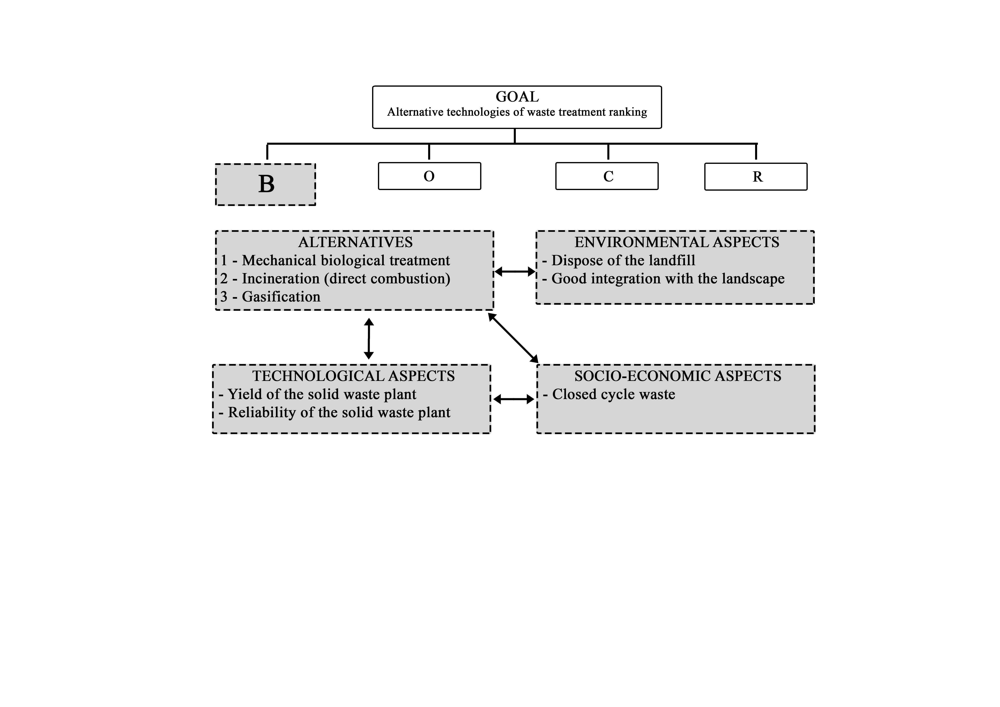 GOAL
Alternative technologies of waste treatment ranking
B
O
C
R
ALTERNATIVES
1 - Mechanical biological treatment
2 - Incineration (direct combustion)
3 - Gasification
ENVIRONMENTAL ASPECTS
- Dispose of the landfill
- Good integration with the landscape
TECHNOLOGICAL ASPECTS
- Yield of the solid waste plant
- Reliability of the solid waste plant
SOCIO-ECONOMIC ASPECTS
- Closed cycle waste